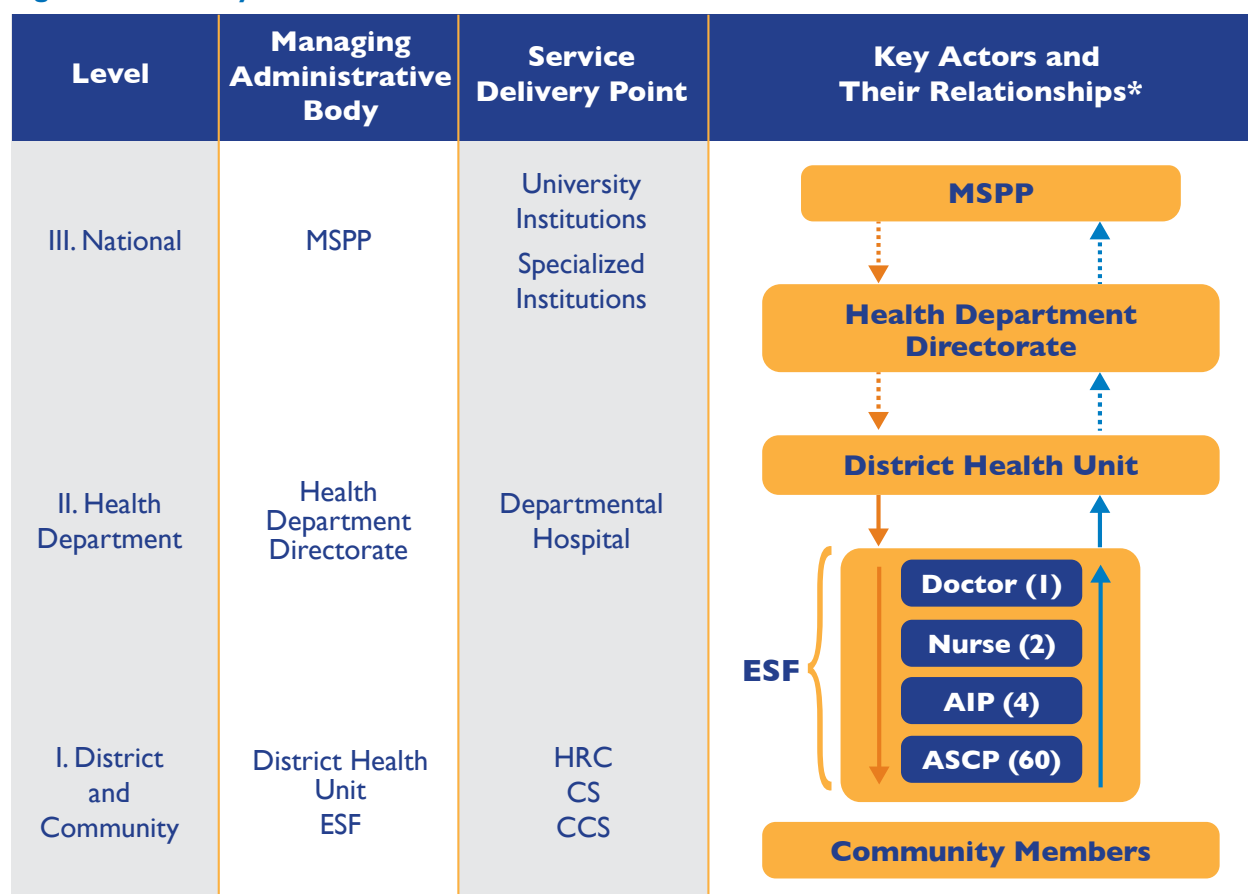 Level
Managing
Administrative
Body
Service
Delivery Point
Key Actors and
Their Relationships*
III. National
MSPP
University
Institutions
Specialized
Institutions
MSPP
Health Department
Directorate
District Health Unit
II. Health
Department
Health
Department
Directorate
Departmental
Hospital
ESF
Doctor (1)
Nurse (2)
AIP (4)
ASCP (60)
I. District
and
Community
District Health
Unit
ESF
HRC
CS
CCS
Community Members